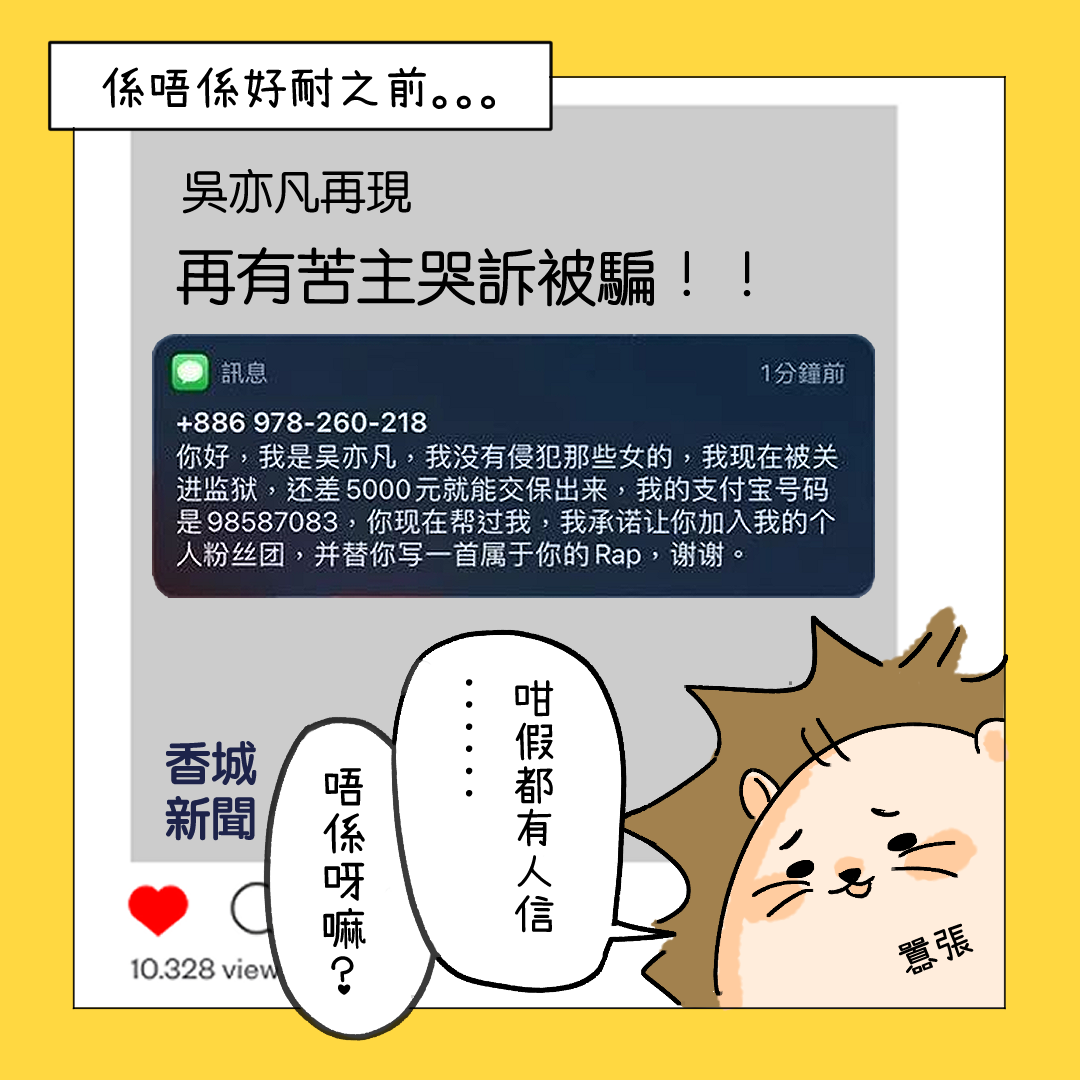 係唔係好耐之前。。。
吳亦凡再現
再有苦主哭訴被騙！！
訊息
1分鐘前
+886 978-260-218
你好，我是吴亦凡，我没有侵犯那些女的，我现在被关
进监狱，还差5000元就能交保出来，我的支付宝号码
是98587083，你现在帮过我，我承诺让你加入我的个
人粉丝团，并替你写一首属于你的Rap，谢谢。
咁假都有人信
⋯⋯
唔係呀嘛？
香城
新聞
囂張
10.328 view